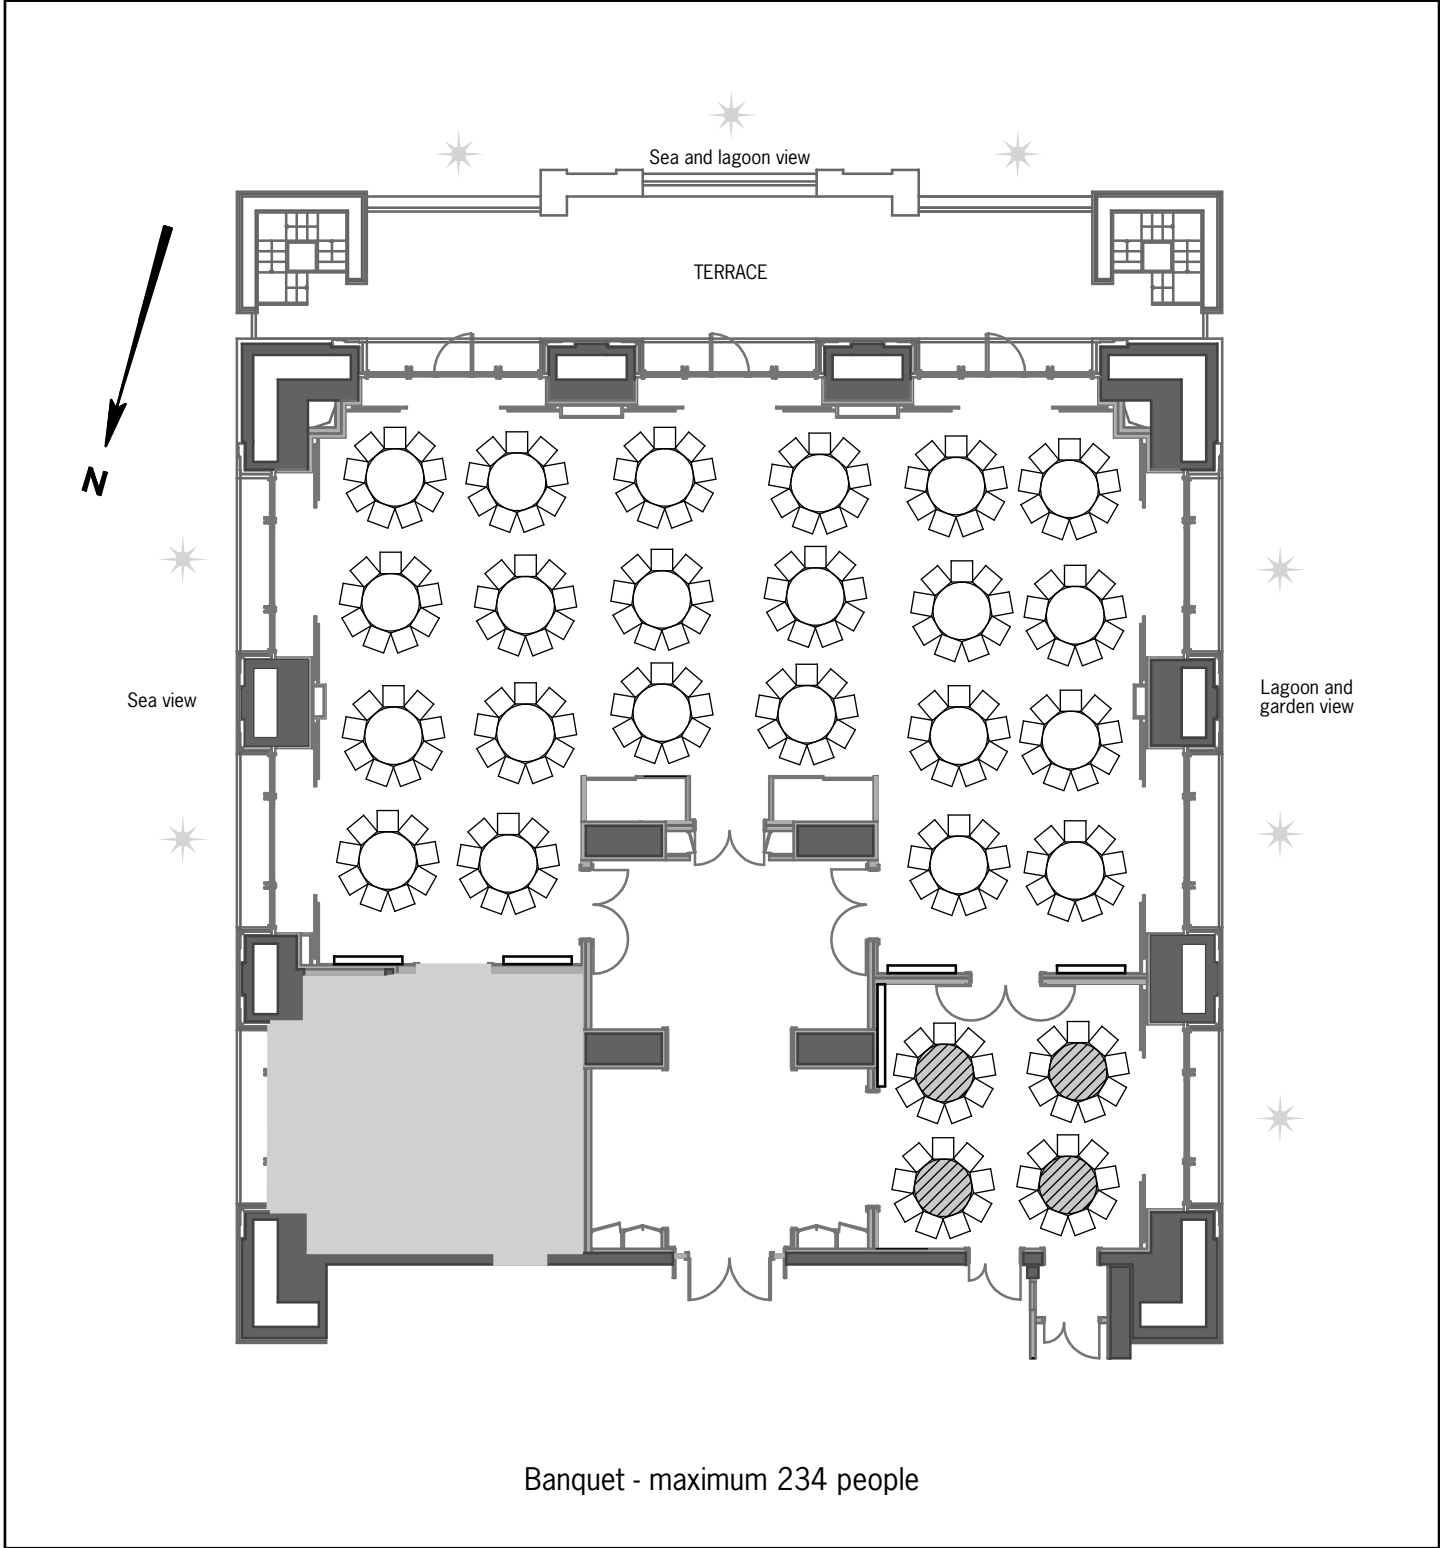 Sea and lagoon view
TERRACE
N
Sea view
Lagoon and
garden view
Banquet - maximum 234 people